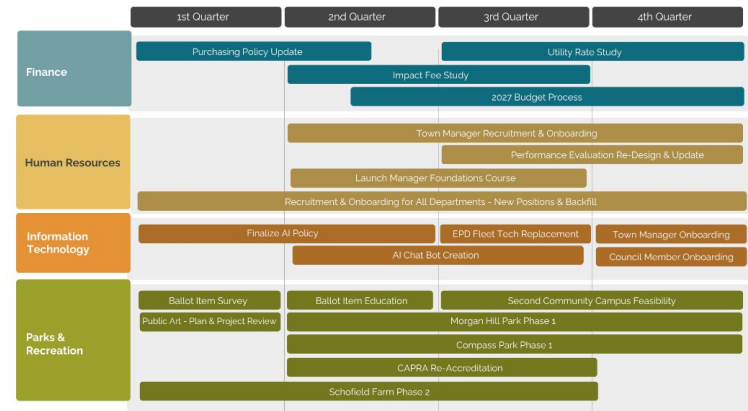 1st Quarter 2nd Quarter 3rd Quarter 4th Quarter
Finance
Purchasing Policy Update
Utility Rate Study
Impact Fee Study
2027 Budget Process
Human Resources
Town Manager Recruitment & Onboarding
Performance Evaluation Re-Design & Update
Launch Manager Foundations Course
Recruitment & Onboarding for All Departments - New Positions & Backfill
Information
Technology
Finalize AI Policy
EPD Fleet Tech Replacement
Town Manager Onboarding
AI Chat Bot Creation
Council Member Onboarding
Parks &
Recreation
Ballot Item Survey
Ballot Item Education
Second Community Campus Feasibility
Public Art - Plan & Project Review
Morgan Hill Park Phase 1
Compass Park Phase 1
CAPRA Re-Accreditation
Schofield Farm Phase 2